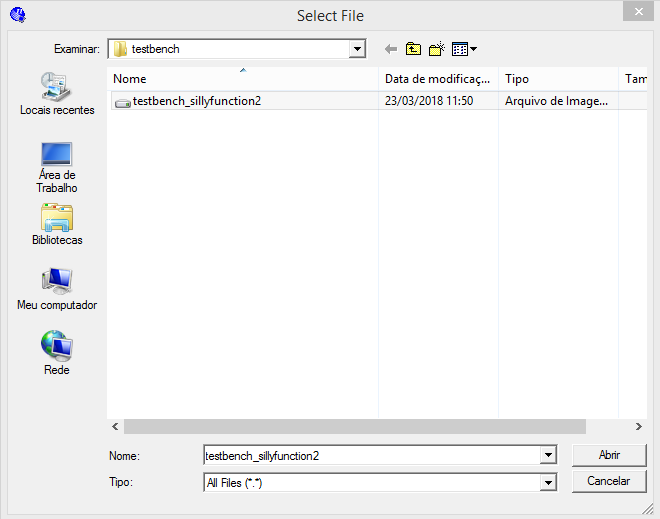 Select File
Examinar:
testbench
Nome
Data de modificaç...
Tipo
Tam
testbench_sillyfunction2
23/03/2018 11:50
Arquivo de Image...
Locais recentes
Área de
Trabalho
Bibliotecas
Meu computador
Rede
Nome:
testbench_sillyfunction2
Abrir
Tipo:
All Files (*.*)
Cancelar